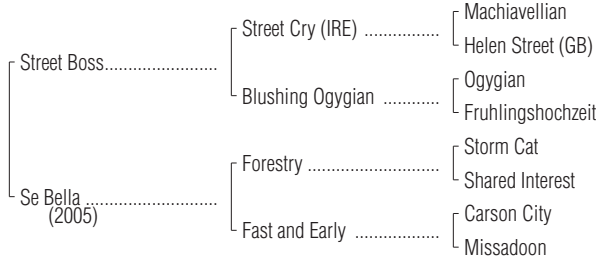 Machiavellian
Street Cry (IRE) ................
Helen Street (GB)
Street Boss........................
Ogygian
Blushing Ogygian ............
Fruhlingshochzeit
Storm Cat
Forestry ............................
Shared Interest
Se Bella ............................
(2005)
Carson City
Fast and Early ..................
Missadoon